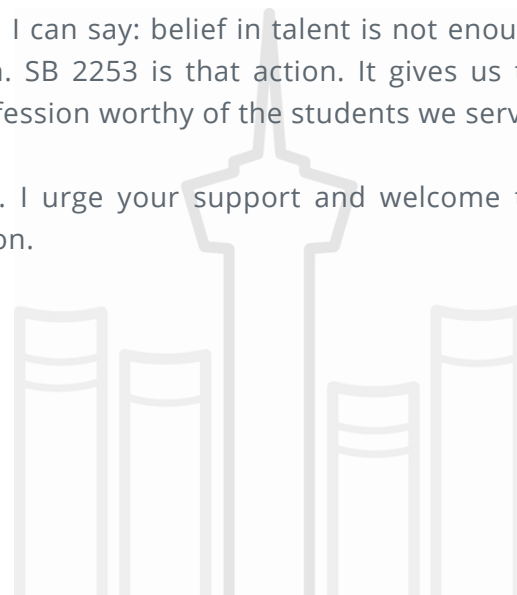 I can say: belief in talent is not enou
. SB 2253 is that action. It gives us
fession worthy of the students we serv
. I urge your support and welcome
on.